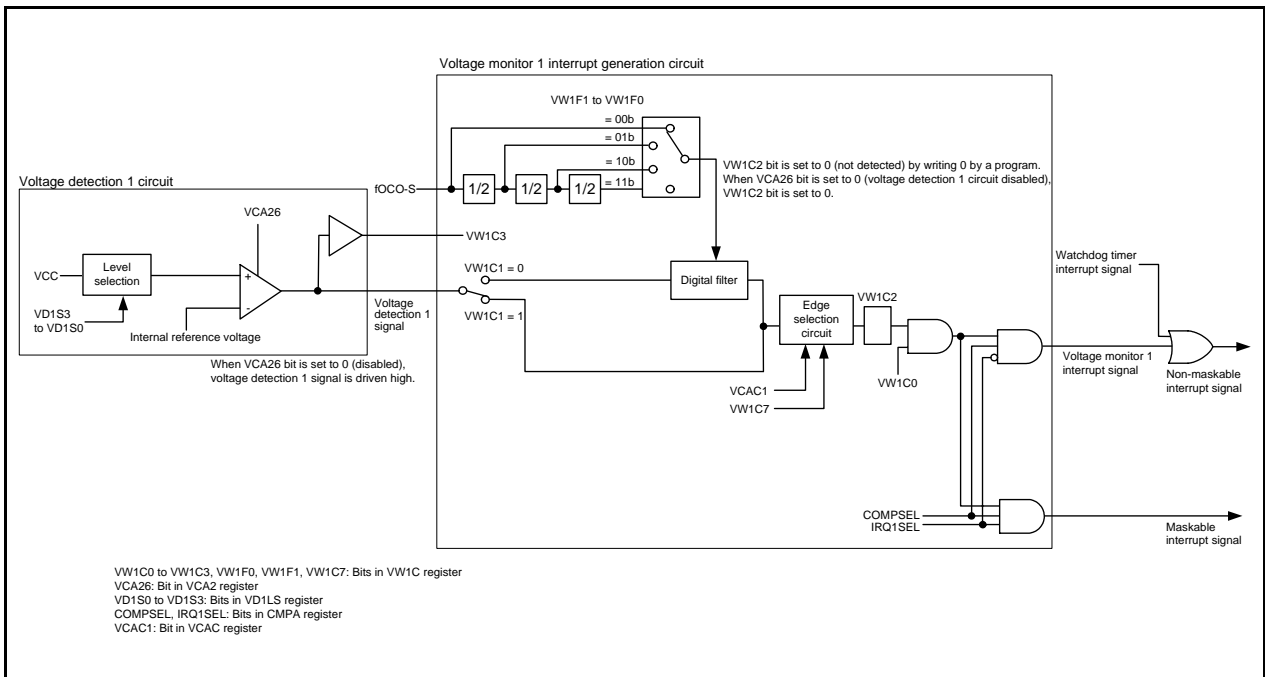 Voltage monitor 1 interrupt generation circuit
VW1F1 to VW1F0
= 00b
= 01b
= 10b
= 11b
fOCO-S
1/2
1/2
1/2
VW1C2 bit is set to 0 (not detected) by writing 0 by a program.
When VCA26 bit is set to 0 (voltage detection 1 circuit disabled),
VW1C2 bit is set to 0.
Voltage detection 1 circuit
VCA26
VW1C3
VCC
Level
selection
+
-
VD1S3
to VD1S0
Internal reference voltage
When VCA26 bit is set to 0 (disabled),
voltage detection 1 signal is driven high.
Voltage
detection 1
signal
VW1C1 = 0
VW1C1 = 1
Digital filter
Edge
selection
circuit
VW1C2
VCAC1
VW1C7
VW1C0
Watchdog timer
interrupt signal
Voltage monitor 1
interrupt signal
Non-maskable
interrupt signal
COMPSEL
IRQ1SEL
Maskable
interrupt signal
VW1C0 to VW1C3, VW1F0, VW1F1, VW1C7: Bits in VW1C register
VCA26: Bit in VCA2 register
VD1S0 to VD1S3: Bits in VD1LS register
COMPSEL, IRQ1SEL: Bits in CMPA register
VCAC1: Bit in VCAC register